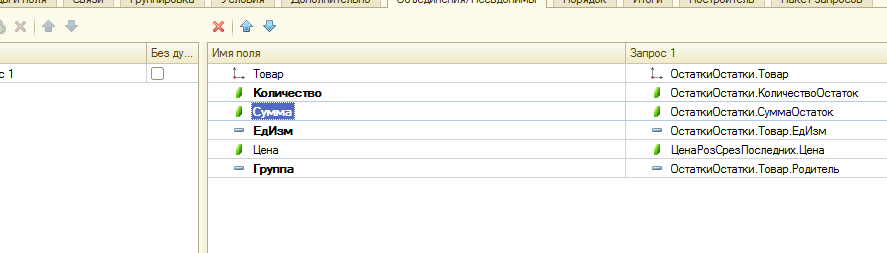 Связи Группировка Условия Дополнительно Объединения/Псевдонимы Порядок Итоги Построитель Пакет запросов
Без ду... Имя поля Запрос 1
с 1 Товар ОстаткиОстатки.Товар
Количество ОстаткиОстатки.КоличествоОстаток
Сумма ОстаткиОстатки.СуммаОстаток
ЕдИзм ОстаткиОстатки.Товар.ЕдИзм
Цена ЦенаРозСрезПоследних.Цена
Группа ОстаткиОстатки.Товар.Родитель